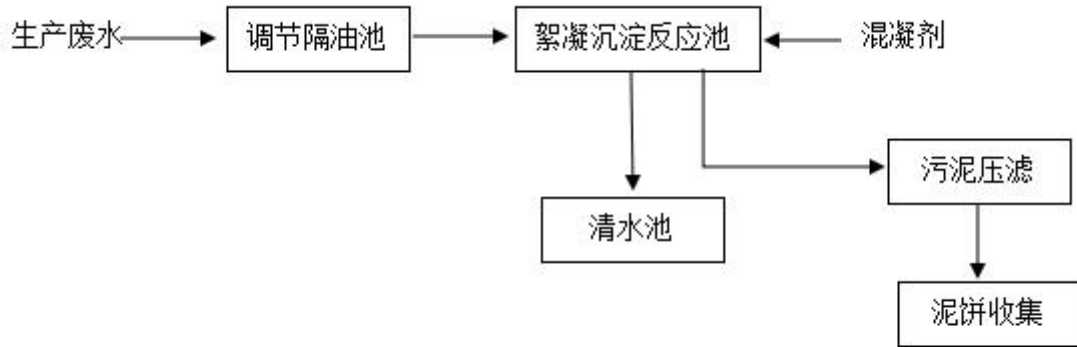 生产废水
调节隔油池
絮凝沉淀反应池
混凝剂
污泥压滤
清水池
泥饼收集